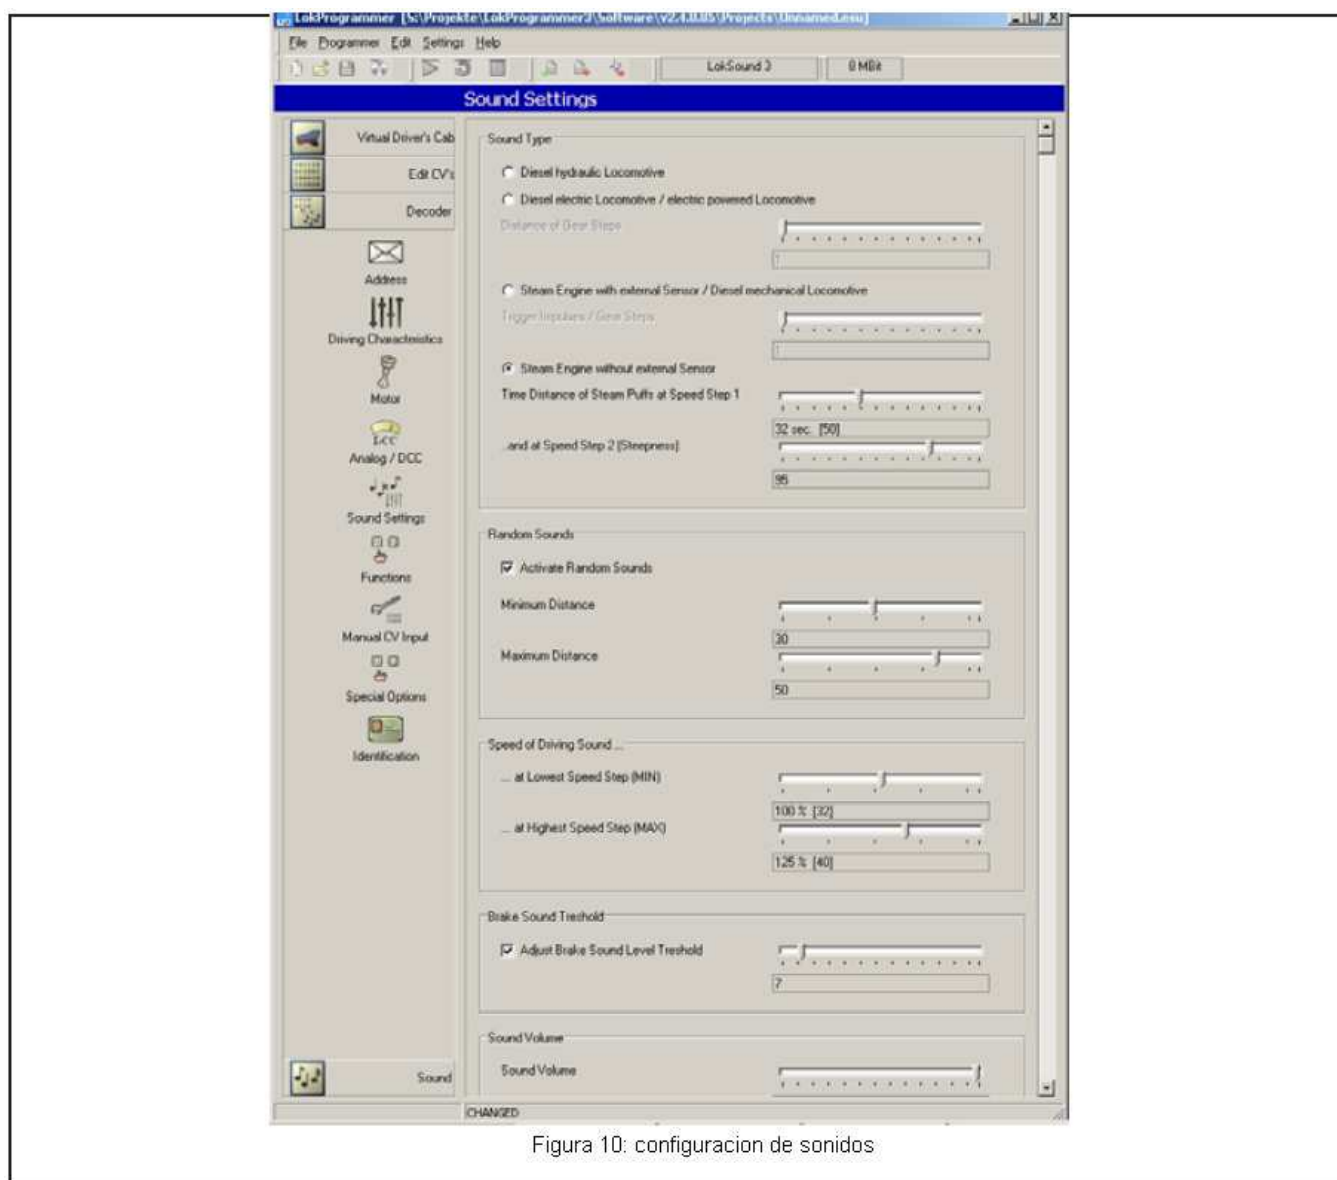 LokProgrammer [S:\Projekte\LokProgrammer3\Software\v2.4.0.05\Projects\Unnamed.esu]
File Programmer Edit Settings Help
LokSound 3 8 MBit
Sound Settings
Virtual Driver's Cab
Edit CV's
Decoder
Address
Driving Characteristics
Motor
Analog / DCC
Sound Settings
Functions
Manual CV Input
Special Options
Identification
Sound
Sound Type
Diesel hydraulic Locomotive
Diesel electric Locomotive / electric powered Locomotive
Distance of Gear Steps
1
Steam Engine with external Sensor / Diesel mechanical Locomotive
Trigger Impulses / Gear Steps
1
Steam Engine without external Sensor
Time Distance of Steam Puffs at Speed Step 1
32 sec. [50]
..and at Speed Step 2 (Steepness)
95
Random Sounds
Activate Random Sounds
Minimum Distance
30
Maximum Distance
50
Speed of Driving Sound ...
... at Lowest Speed Step (MIN)
100 % [32]
... at Highest Speed Step (MAX)
125 % [40]
Brake Sound Treshold
Adjust Brake Sound Level Treshold
7
Sound Volume
Sound Volume
CHANGED
Figura 10: configuracion de sonidos